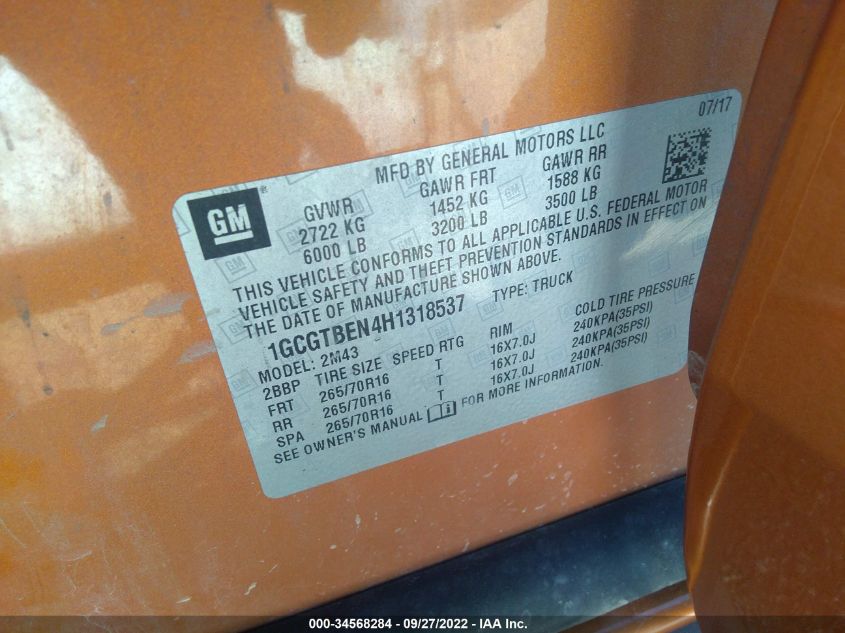 07/17
MFD BY GENERAL MOTORS LLC
GM
GVWR GAWR FRT GAWR RR
2722 KG 1452 KG 1588 KG
6000 LB 3200 LB 3500 LB
THIS VEHICLE CONFORMS TO ALL APPLICABLE U.S. FEDERAL MOTOR
VEHICLE SAFETY AND THEFT PREVENTION STANDARDS IN EFFECT ON
THE DATE OF MANUFACTURE SHOWN ABOVE.
1GCGTBEN4H1318537 TYPE: TRUCK
MODEL: 2M43
2BBP TIRE SIZE SPEED RTG RIM COLD TIRE PRESSURE
FRT 265/70R16 T 16X7.0J 240KPA(35PSI)
RR 265/70R16 T 16X7.0J 240KPA(35PSI)
SPA 265/70R16 T 16X7.0J 240KPA(35PSI)
SEE OWNER'S MANUAL FOR MORE INFORMATION.
000-34568284 - 09/27/2022 - IAA Inc.